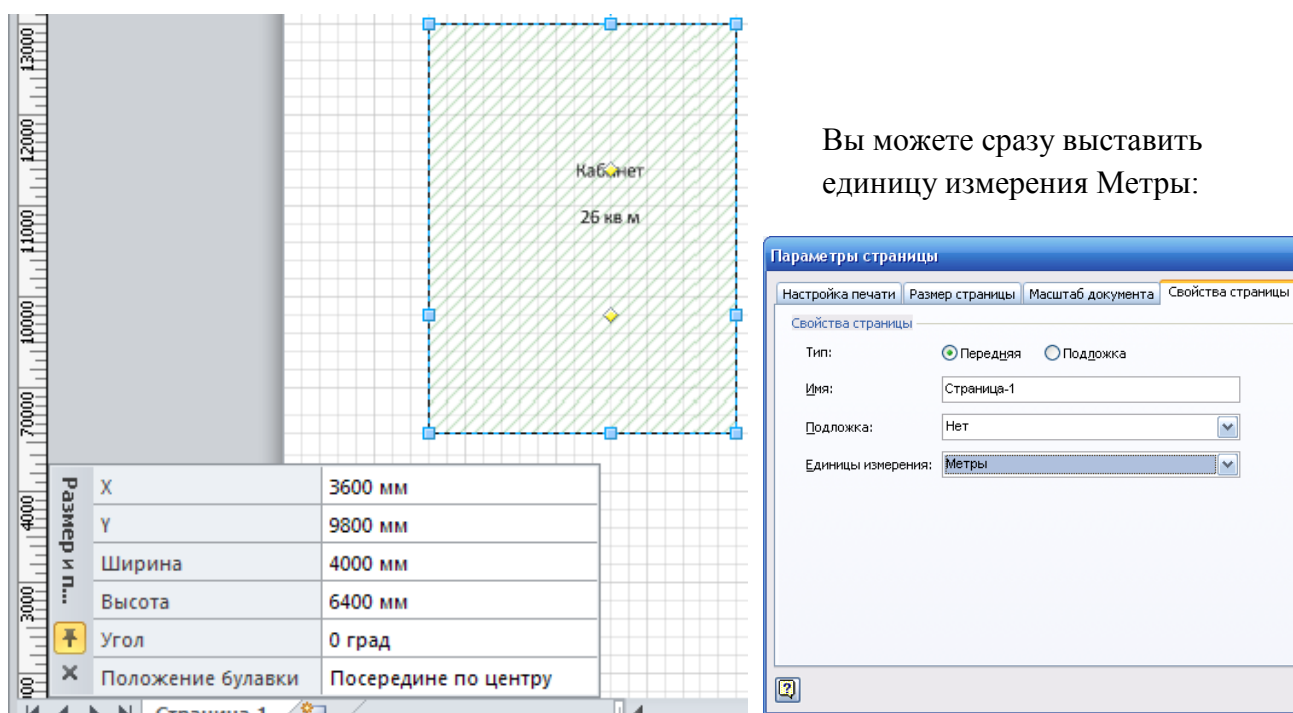 13000
12000
11000
10000
70000
4000
3000
Кабинет
26 кв м
Размер и п...
X 3600 мм
Y 9800 мм
Ширина 4000 мм
Высота 6400 мм
Угол 0 град
Положение булавки Посередине по центру
Страница-1
Вы можете сразу выставить
единицу измерения Метры:
Параметры страницы
Настройка печати Размер страницы Масштаб документа Свойства страницы
Свойства страницы
Тип: Передняя Подложка
Имя: Страница-1
Подложка: Нет
Единицы измерения: Метры
?